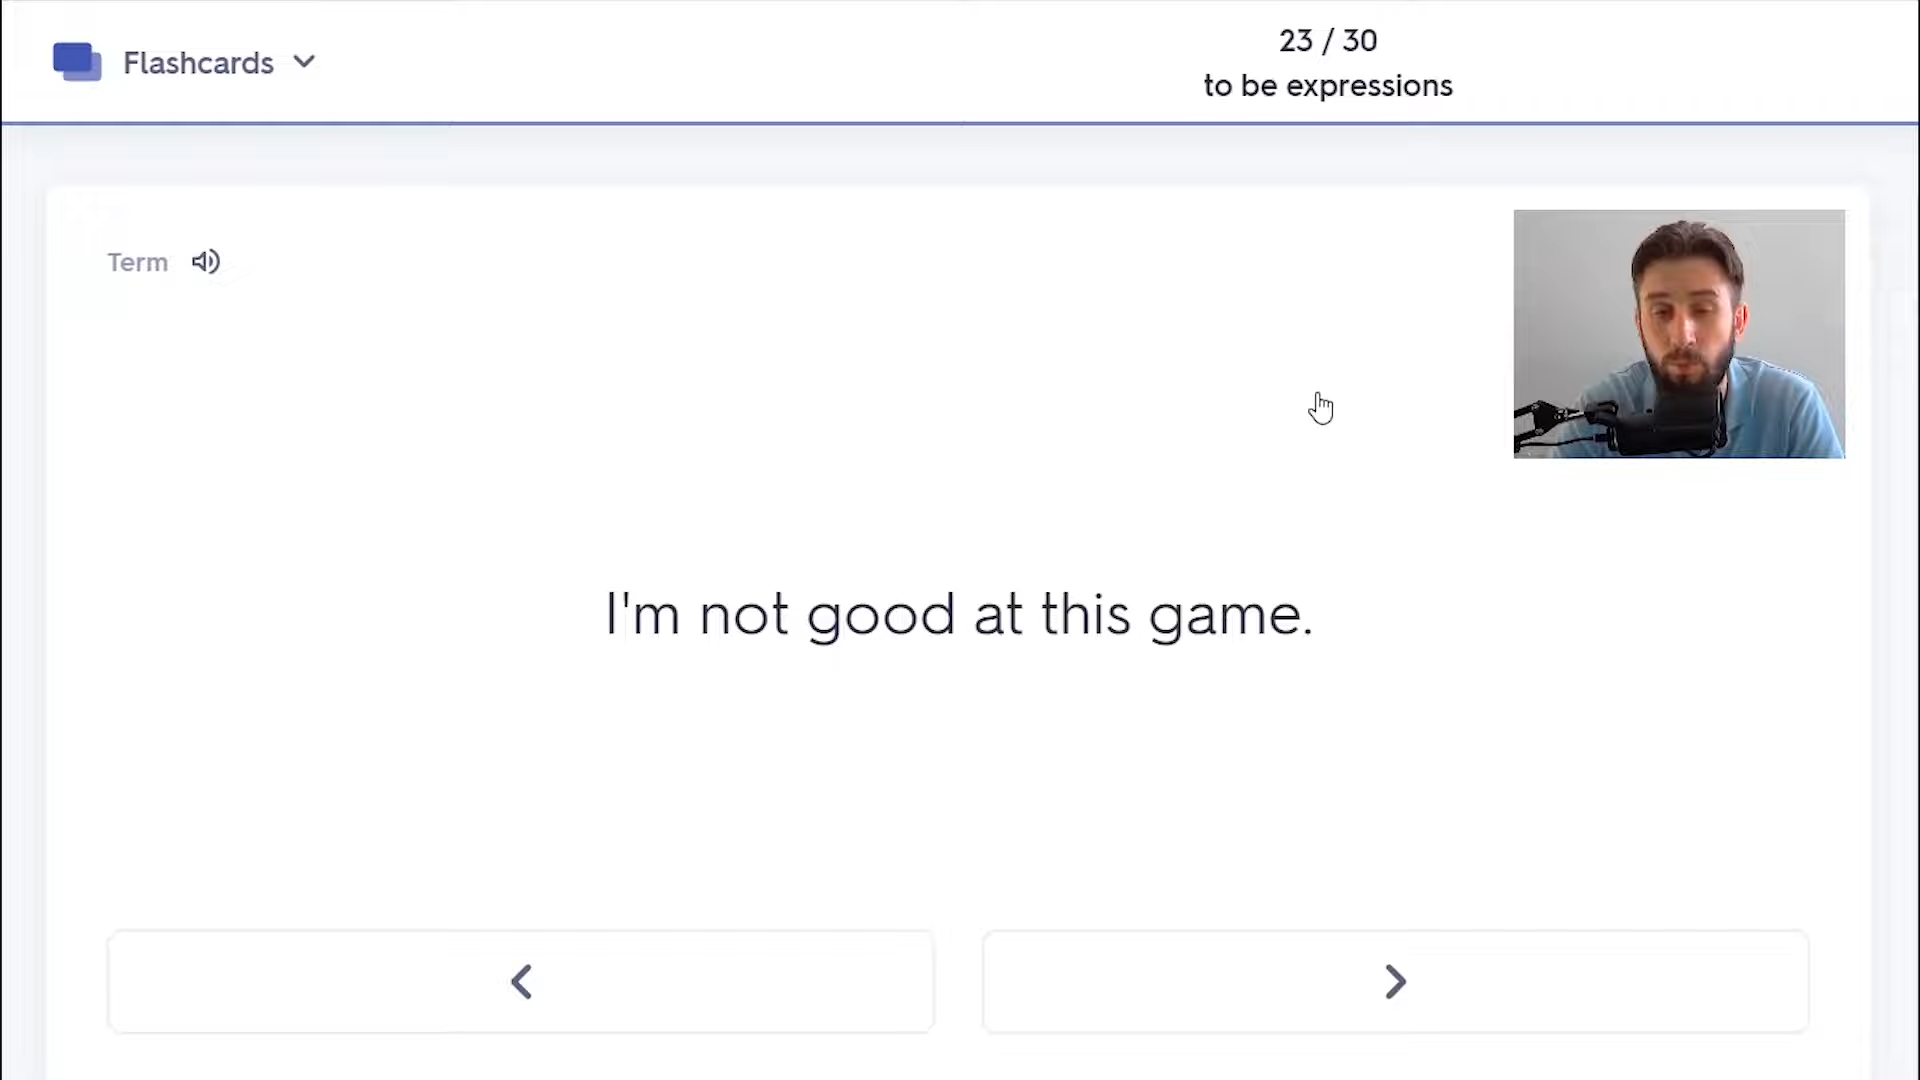 Flashcards
23 / 30
to be expressions
Term
I'm not good at this game.